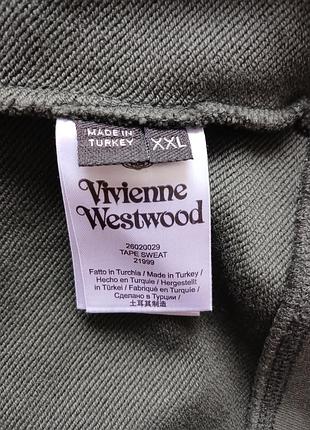 MADE IN
TURKEY
XXL
Vivienne
Westwood
26020029
TAPE SWEAT
21999
Fatto in Turchia / Made in Turkey /
Hecho en Turquie / Hergestellt
in Türkei / Fabriqué en Turquie /
Сделано в Турции /
土耳其制造